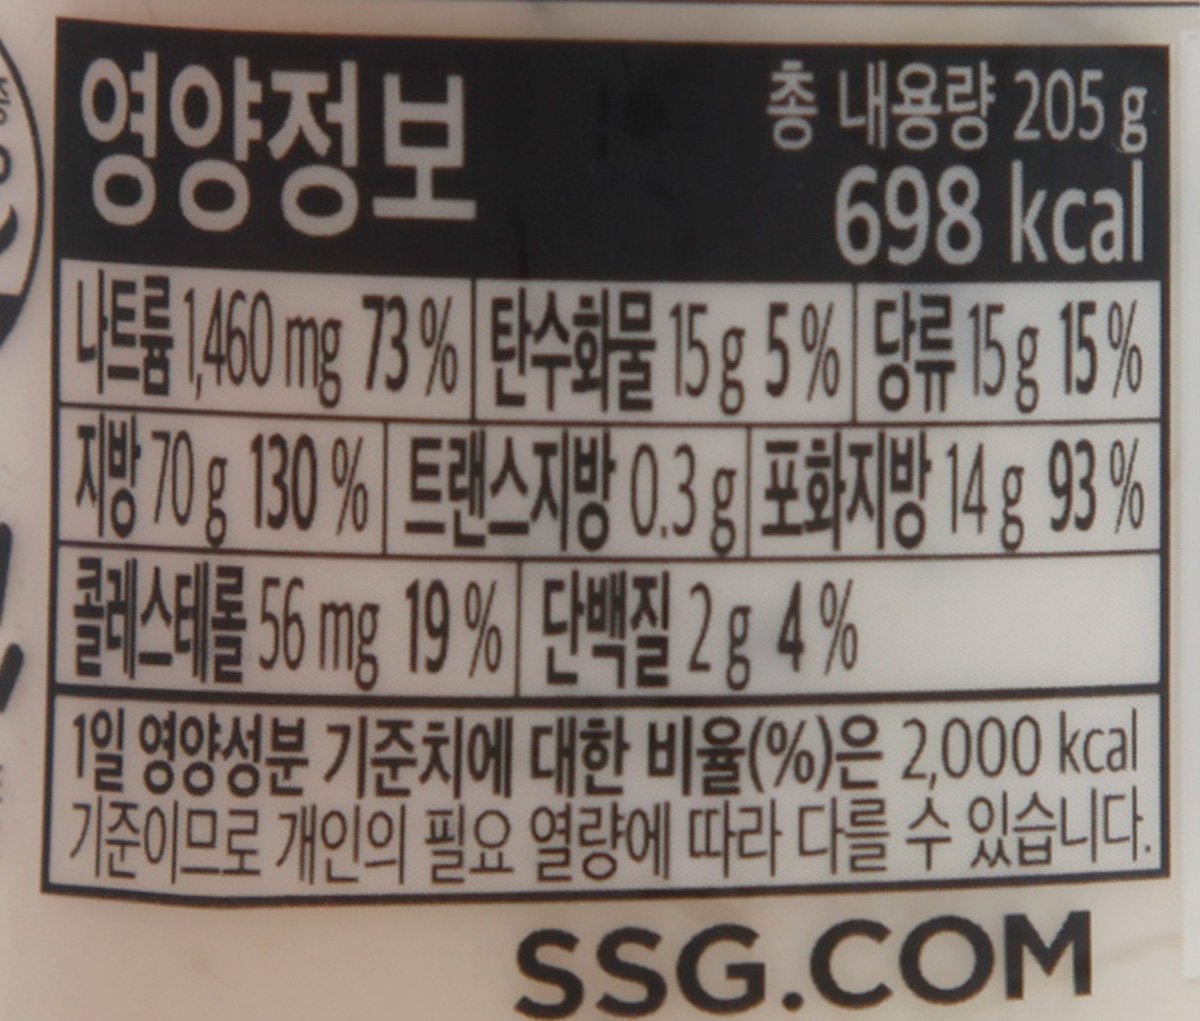 영양정보
총 내용량 205 g
698 kcal
나트륨 1,460 mg 73 % 탄수화물 15 g 5 % 당류 15 g 15 %
지방 70 g 130 % 트랜스지방 0.3 g 포화지방 14 g 93 %
콜레스테롤 56 mg 19 % 단백질 2 g 4 %
1일 영양성분 기준치에 대한 비율(%)은 2,000 kcal
기준이므로 개인의 필요 열량에 따라 다를 수 있습니다.
SSG.COM